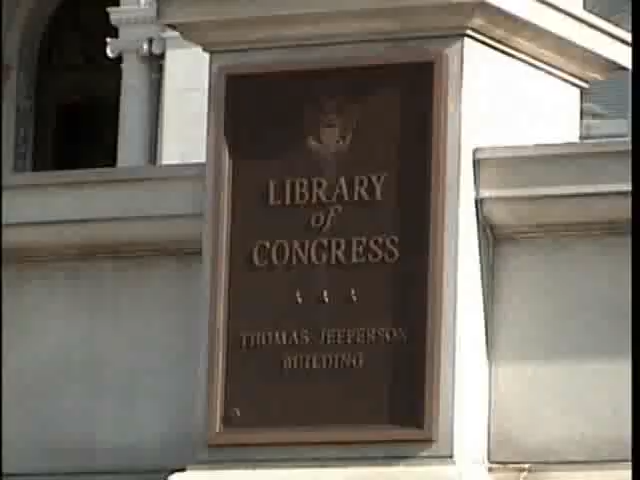 LIBRARY
of
CONGRESS
THOMAS JEFFERSON
BUILDING